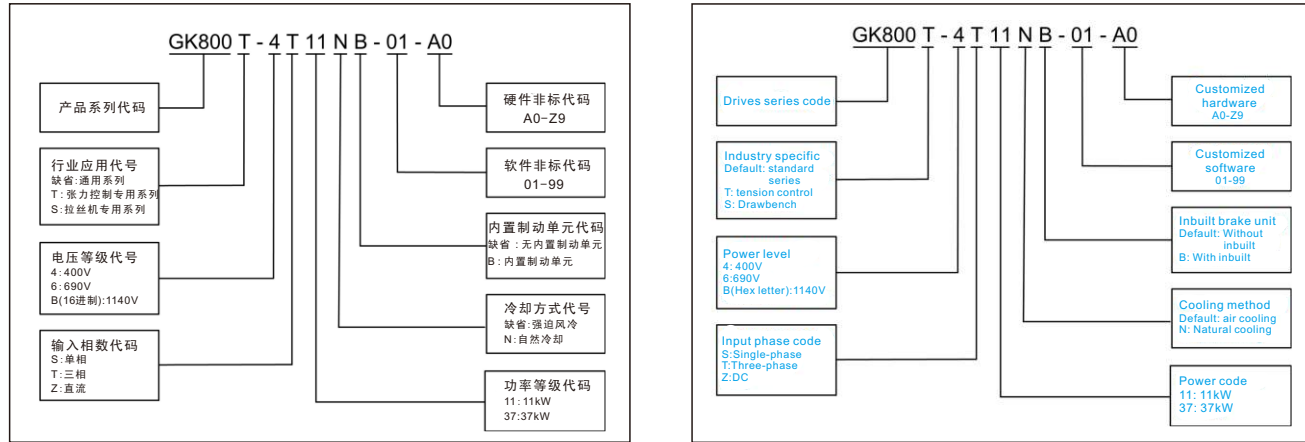 GK800 T - 4 T 11 N B - 01 - A0
产品系列代码
行业应用代号
缺省:通用系列
T:张力控制专用系列
S:拉丝机专用系列
电压等级代号
4:400V
6:690V
B(16进制):1140V
输入相数代码
S:单相
T:三相
Z:直流
硬件非标代码
A0-Z9
软件非标代码
01-99
内置制动单元代码
缺省:无内置制动单元
B:内置制动单元
冷却方式代号
缺省:强迫风冷
N:自然冷却
功率等级代码
11:11kW
37:37kW
GK800 T - 4 T 11 N B - 01 - A0
Drives series code
Industry specific
Default: standard
series
T: tension control
S: Drawbench
Power level
4: 400V
6:690V
B(Hex letter):1140V
Input phase code
S:Single-phase
T:Three-phase
Z:DC
Customized
hardware
A0-Z9
Customized
software
01-99
Inbuilt brake unit
Default: Without
inbuilt
B: With inbuilt
Cooling method
Default: air cooling
N: Natural cooling
Power code
11: 11kW
37: 37kW